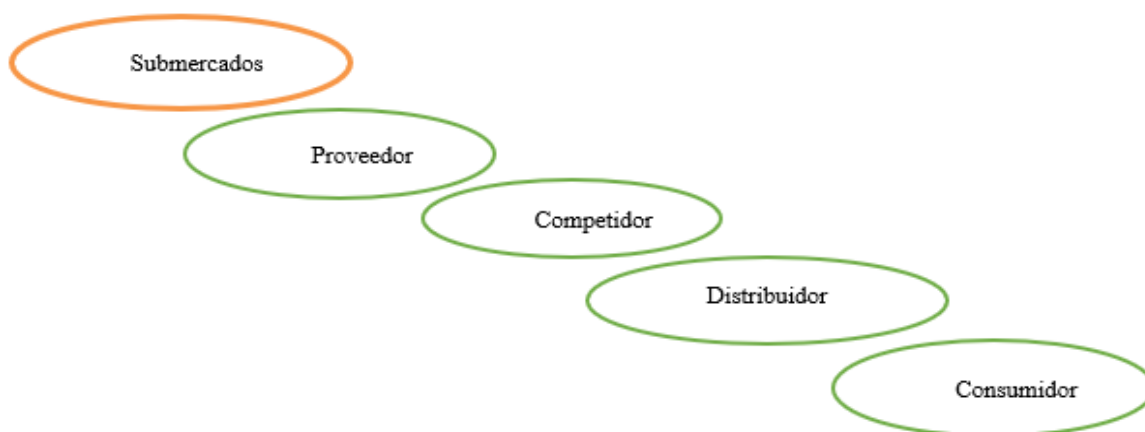 Submercados
Proveedor
Competidor
Distribuidor
Consumidor